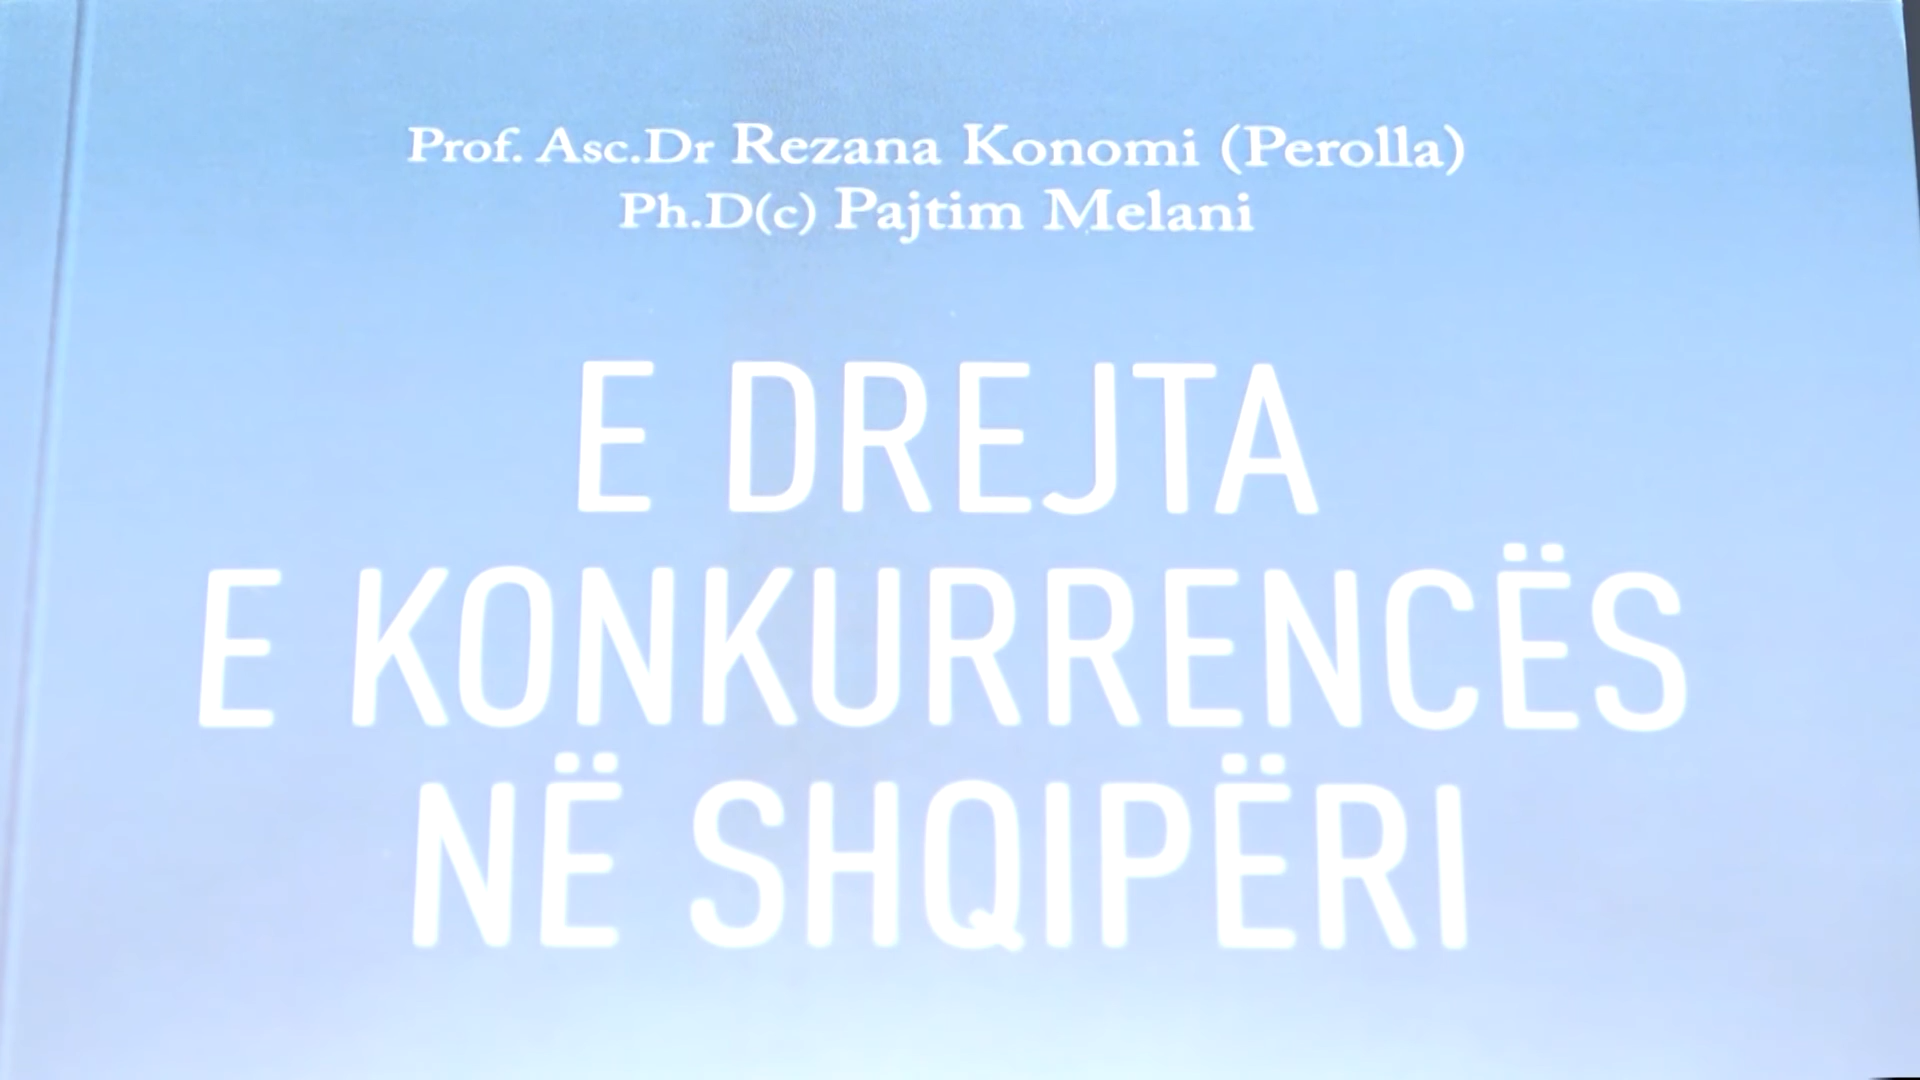 Prof. Asc.Dr Rezana Konomi (Perolla)
Ph.D(c) Pajtim Melani
E DREJTA
E KONKURRENCËS
NË SHQIPËRI